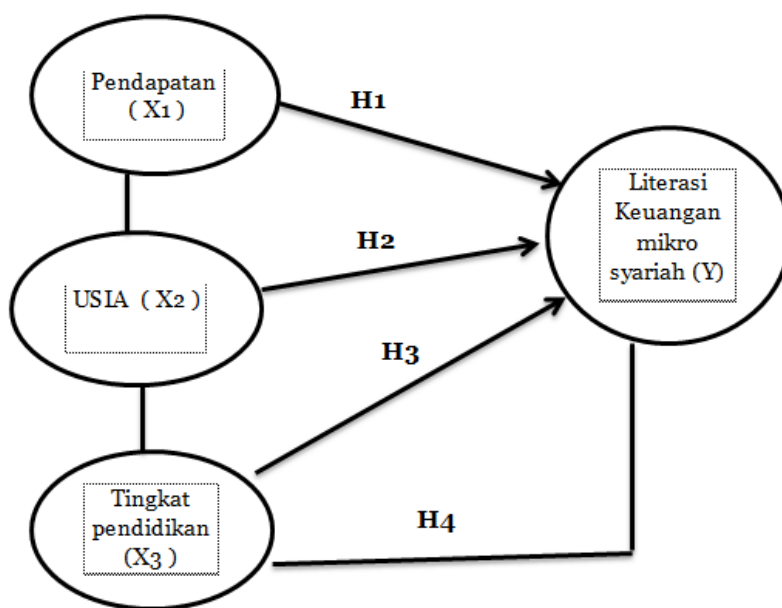 Pendapatan
( X1 )
H1
Literasi
Keuangan
mikro
syariah (Y)
H2
USIA ( X2 )
H3
Tingkat
pendidikan
(X3 )
H4